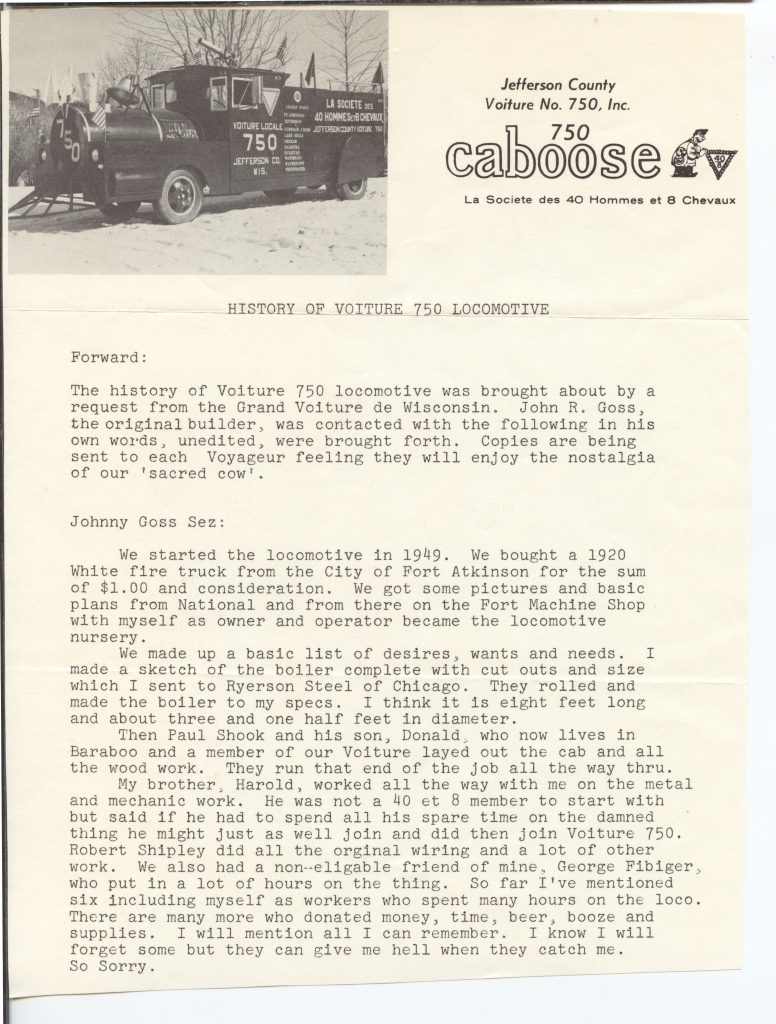 750
VOITURE LOCALE
750
JEFFERSON CO.
WIS.
LA SOCIETE DES
40 HOMMES ET 8 CHEVAUX
JEFFERSON COUNTY VOITURE 750
Jefferson County
Voiture No. 750, Inc.
750
caboose
40
8
La Societe des 40 Hommes et 8 Chevaux
HISTORY OF VOITURE 750 LOCOMOTIVE
Forward:
The history of Voiture 750 locomotive was brought about by a
request from the Grand Voiture de Wisconsin.  John R. Goss,
the original builder, was contacted with the following in his
own words, unedited, were brought forth.  Copies are being
sent to each  Voyageur feeling they will enjoy the nostalgia
of our 'sacred cow'.
Johnny Goss Sez:
We started the locomotive in 1949.  We bought a 1920
White fire truck from the City of Fort Atkinson for the sum
of $1.00 and consideration.  We got some pictures and basic
plans from National and from there on the Fort Machine Shop
with myself as owner and operator became the locomotive
nursery.
We made up a basic list of desires, wants and needs.  I
made a sketch of the boiler complete with cut outs and size
which I sent to Ryerson Steel of Chicago.  They rolled and
made the boiler to my specs.  I think it is eight feet long
and about three and one half feet in diameter.
Then Paul Shook and his son, Donald, who now lives in
Baraboo and a member of our Voiture layed out the cab and all
the wood work.  They run that end of the job all the way thru.
My brother, Harold, worked all the way with me on the metal
and mechanic work.  He was not a 40 et 8 member to start with
but said if he had to spend all his spare time on the damned
thing he might just as well join and did then join Voiture 750.
Robert Shipley did all the orginal wiring and a lot of other
work.  We also had a non-eligable friend of mine, George Fibiger,
who put in a lot of hours on the thing.  So far I've mentioned
six including myself as workers who spent many hours on the loco.
There are many more who donated money, time, beer, booze and
supplies.  I will mention all I can remember.  I know I will
forget some but they can give me hell when they catch me.
So Sorry.